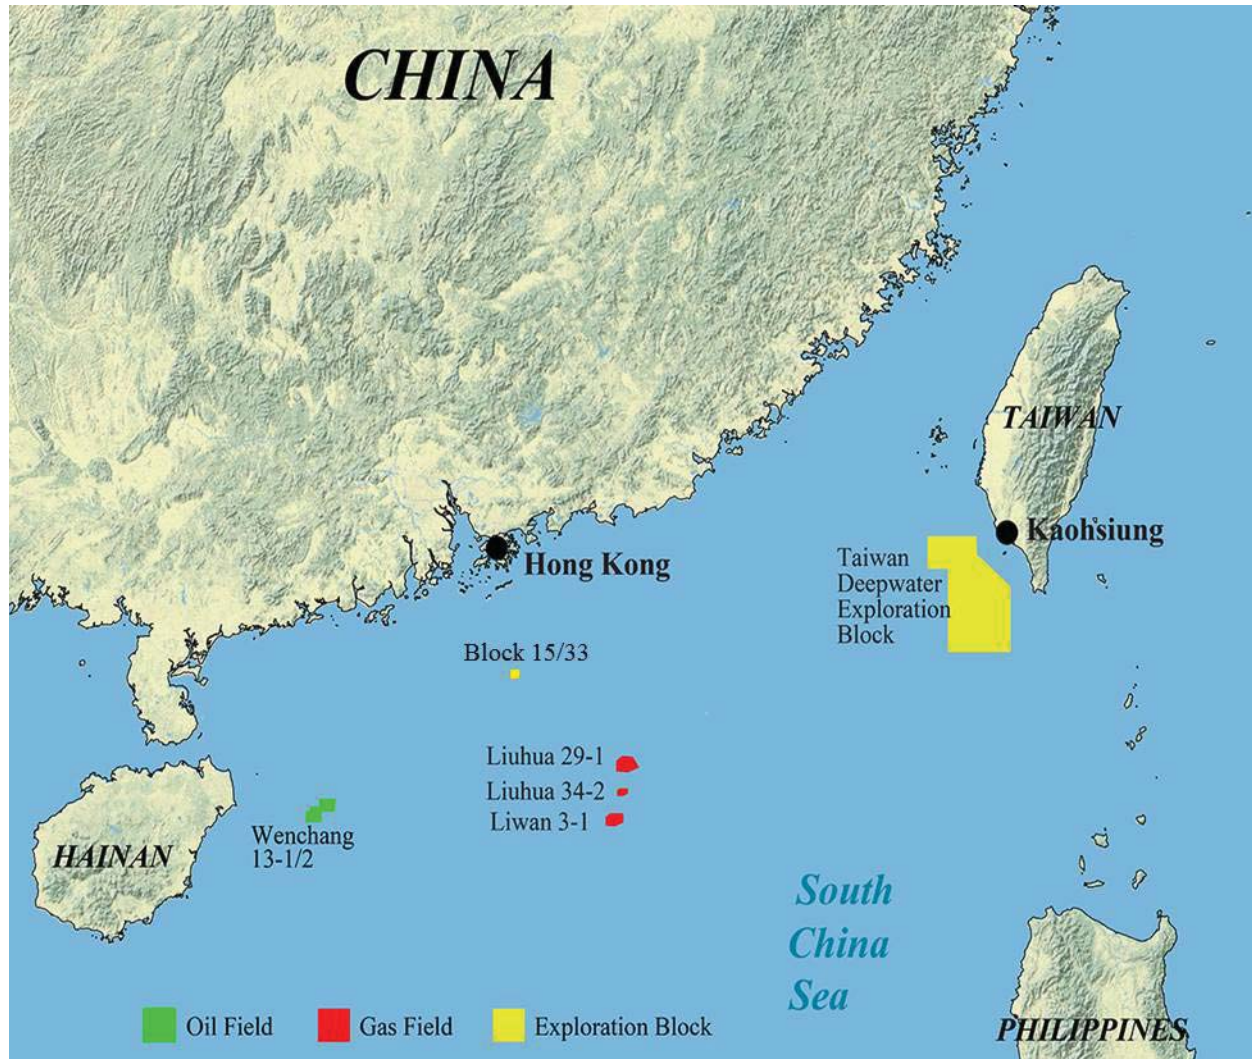 CHINA
TAIWAN
Kaohsiung
Hong Kong
Taiwan
Deepwater
Exploration
Block
Block 15/33
Liuhua 29-1
Liuhua 34-2
Liwan 3-1
Wenchang
13-1/2
HAINAN
South
China
Sea
PHILIPPINES
Oil Field
Gas Field
Exploration Block